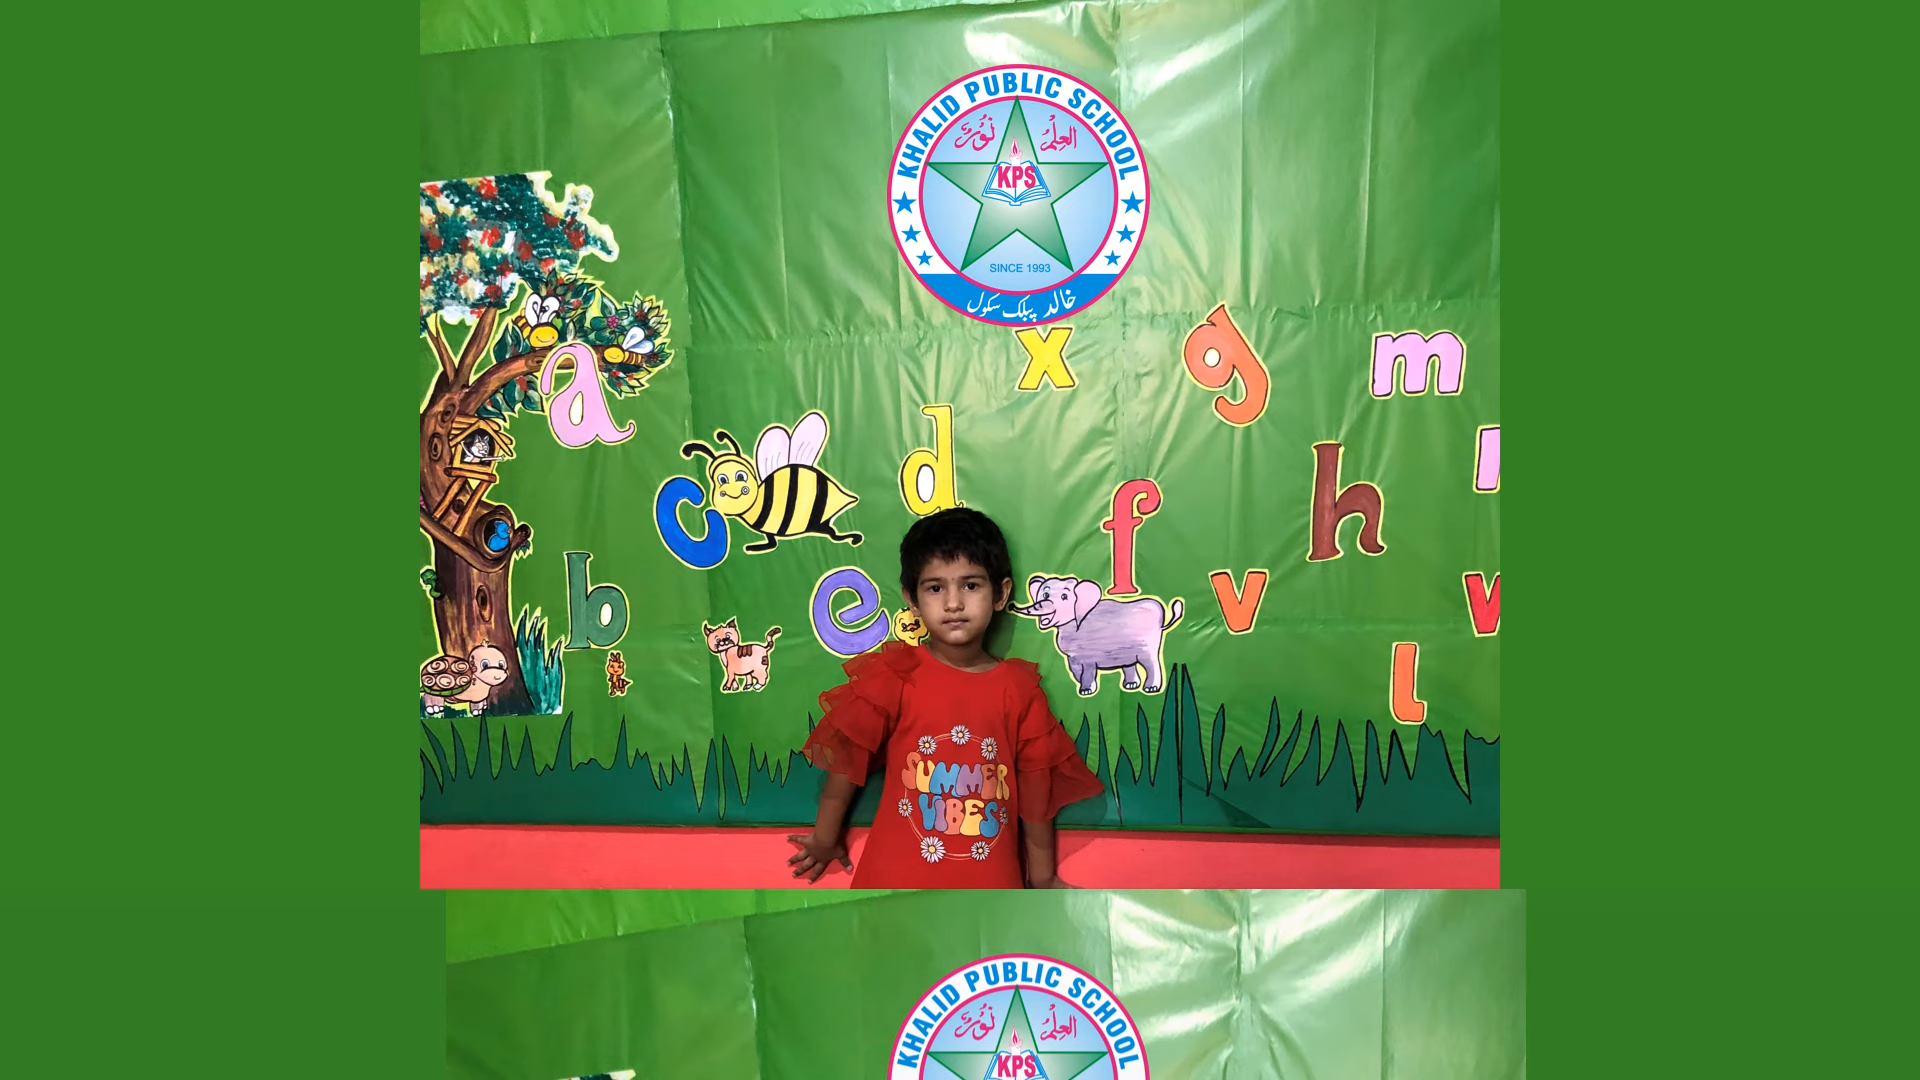 KHALID PUBLIC SCHOOL
العِلمُ نُورٌ
KPS
SINCE 1993
خالد پبلک سکول
a
x
g
m
d
c
h
f
b
e
v
l
SUMMER
VIBES
KHALID PUBLIC SCHOOL
العِلمُ نُورٌ
KPS